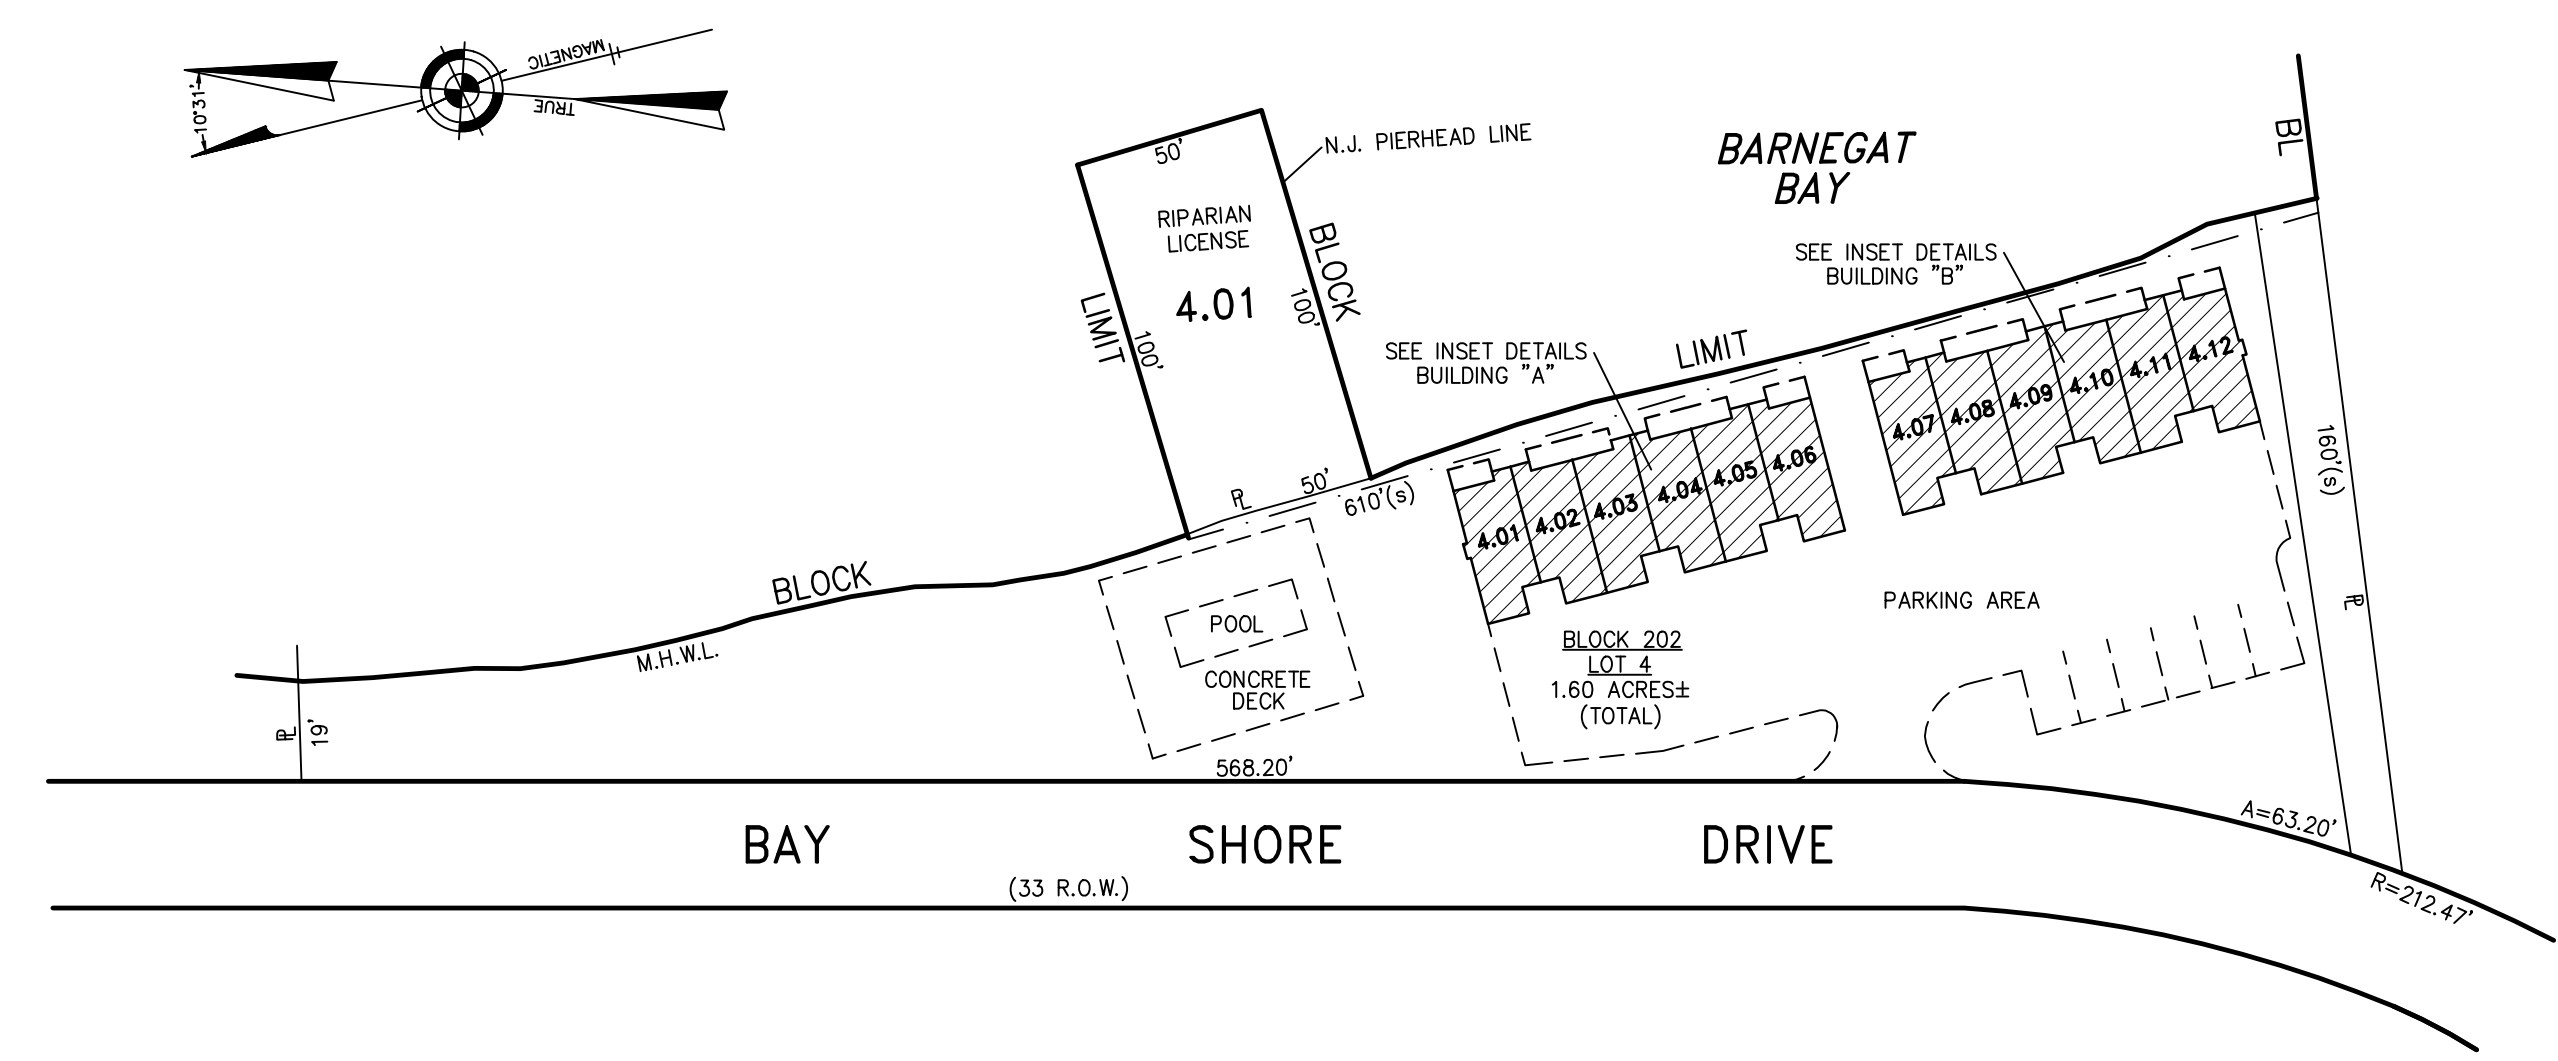 MAGNETIC
TRUE
10°31'
50'
N.J. PIERHEAD LINE
BARNEGAT
BAY
BL
RIPARIAN
LICENSE
4.01
LIMIT
100'
BLOCK
100'
SEE INSET DETAILS
BUILDING "B"
SEE INSET DETAILS
BUILDING "A"
LIMIT
4.07 4.08 4.09 4.10 4.11 4.12
4.01 4.02 4.03 4.04 4.05 4.06
PL
50'
610'(s)
160'(s)
PL
BLOCK
M.H.W.L.
PL
19'
POOL
CONCRETE
DECK
PARKING AREA
BLOCK 202
LOT 4
1.60 ACRES±
(TOTAL)
568.20'
A=63.20'
R=212.47'
BAY SHORE DRIVE
(33 R.O.W.)